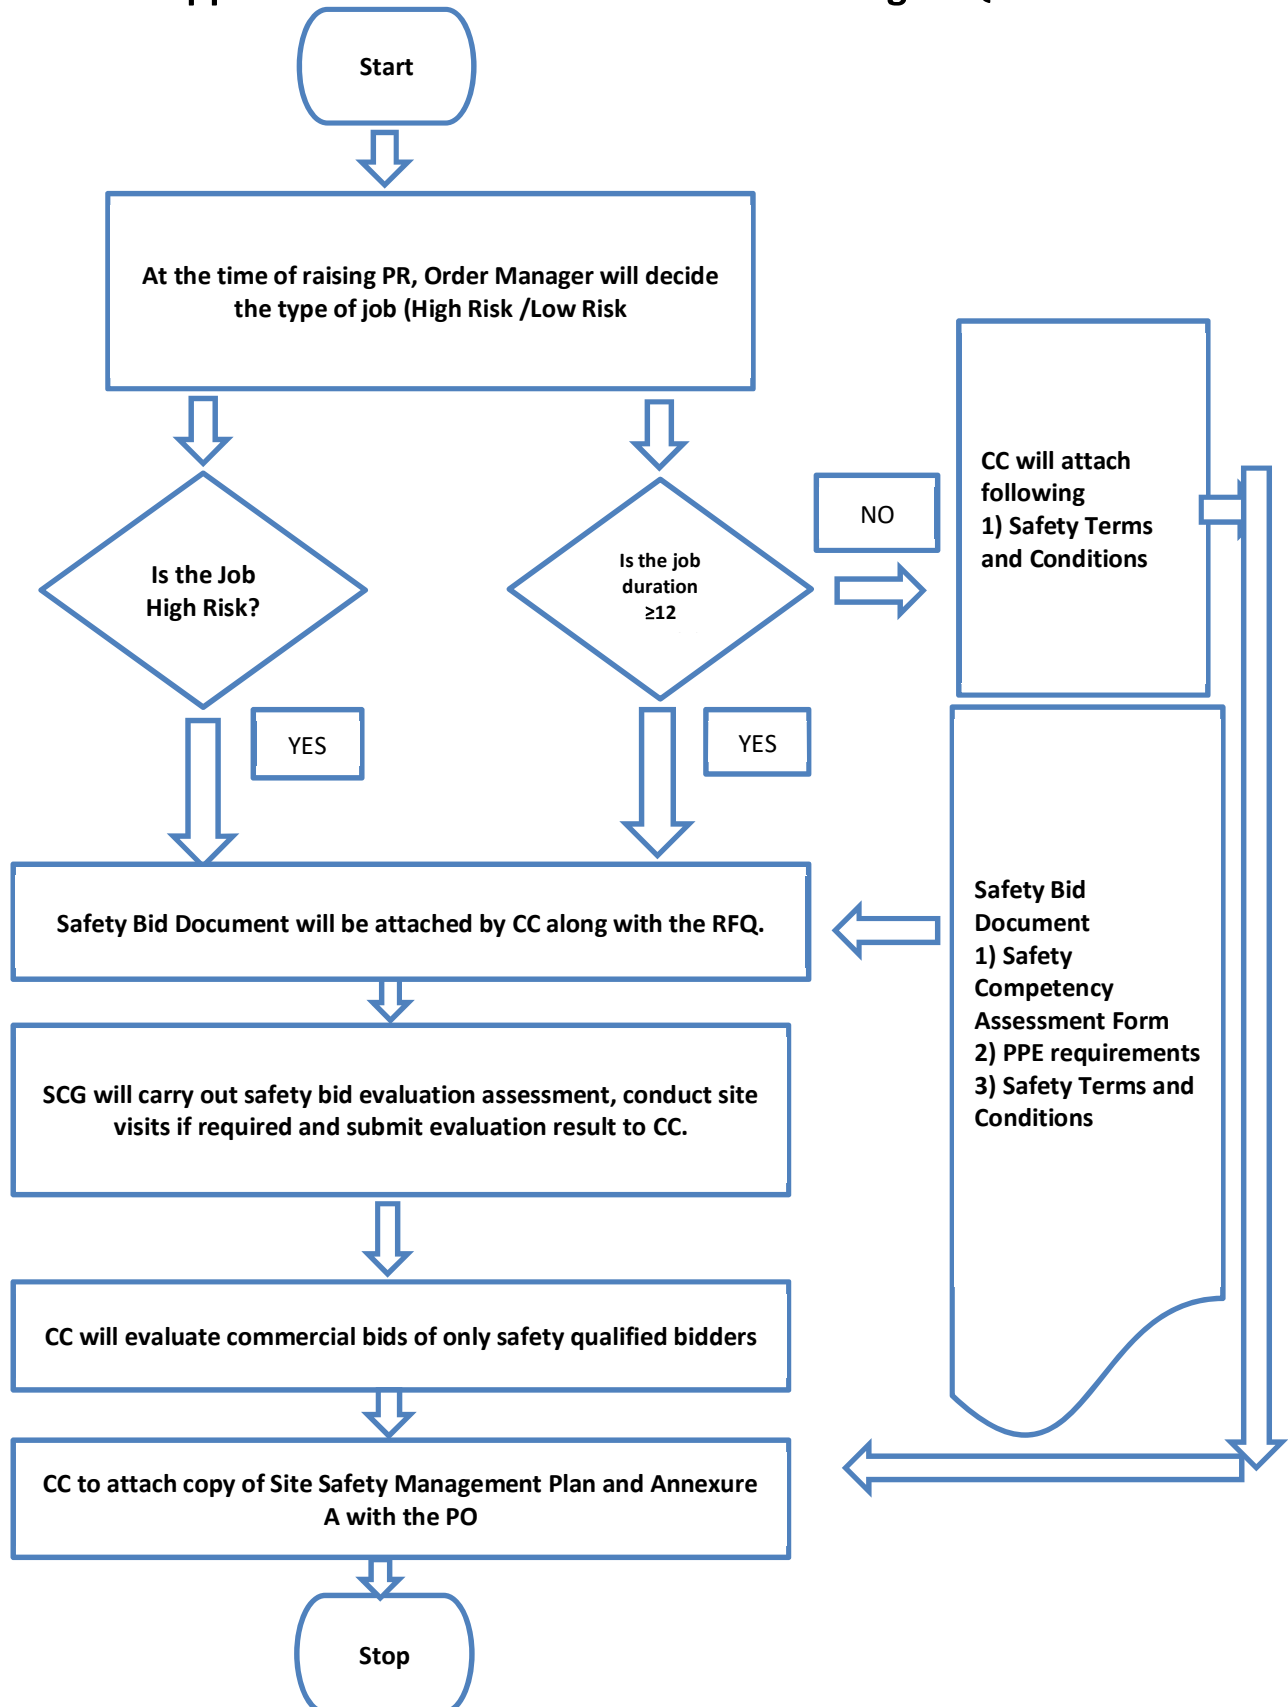 Start
At the time of raising PR, Order Manager will decide
the type of job (High Risk /Low Risk
Is the Job
High Risk?
Is the job
duration
≥12
NO
CC will attach
following
1) Safety Terms
and Conditions
YES
YES
Safety Bid Document will be attached by CC along with the RFQ.
Safety Bid
Document
1) Safety
Competency
Assessment Form
2) PPE requirements
3) Safety Terms and
Conditions
SCG will carry out safety bid evaluation assessment, conduct site
visits if required and submit evaluation result to CC.
CC will evaluate commercial bids of only safety qualified bidders
CC to attach copy of Site Safety Management Plan and Annexure
A with the PO
Stop